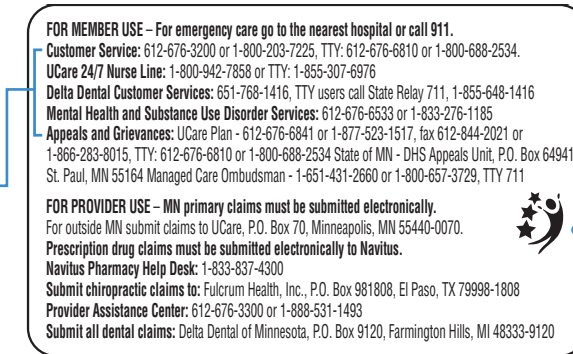 FOR MEMBER USE – For emergency care go to the nearest hospital or call 911.
Customer Service: 612-676-3200 or 1-800-203-7225, TTY: 612-676-6810 or 1-800-688-2534.
UCare 24/7 Nurse Line: 1-800-942-7858 or TTY: 1-855-307-6976
Delta Dental Customer Services: 651-768-1416, TTY users call State Relay 711, 1-855-648-1416
Mental Health and Substance Use Disorder Services: 612-676-6533 or 1-833-276-1185
Appeals and Grievances: UCare Plan - 612-676-6841 or 1-877-523-1517, fax 612-844-2021 or
1-866-283-8015, TTY: 612-676-6810 or 1-800-688-2534 State of MN - DHS Appeals Unit, P.O. Box 64941
St. Paul, MN 55164 Managed Care Ombudsman - 1-651-431-2660 or 1-800-657-3729, TTY 711
FOR PROVIDER USE – MN primary claims must be submitted electronically.
For outside MN submit claims to UCare, P.O. Box 70, Minneapolis, MN 55440-0070.
Prescription drug claims must be submitted electronically to Navitus.
Navitus Pharmacy Help Desk: 1-833-837-4300
Submit chiropractic claims to: Fulcrum Health, Inc., P.O. Box 981808, El Paso, TX 79998-1808
Provider Assistance Center: 612-676-3300 or 1-888-531-1493
Submit all dental claims: Delta Dental of Minnesota, P.O. Box 9120, Farmington Hills, MI 48333-9120